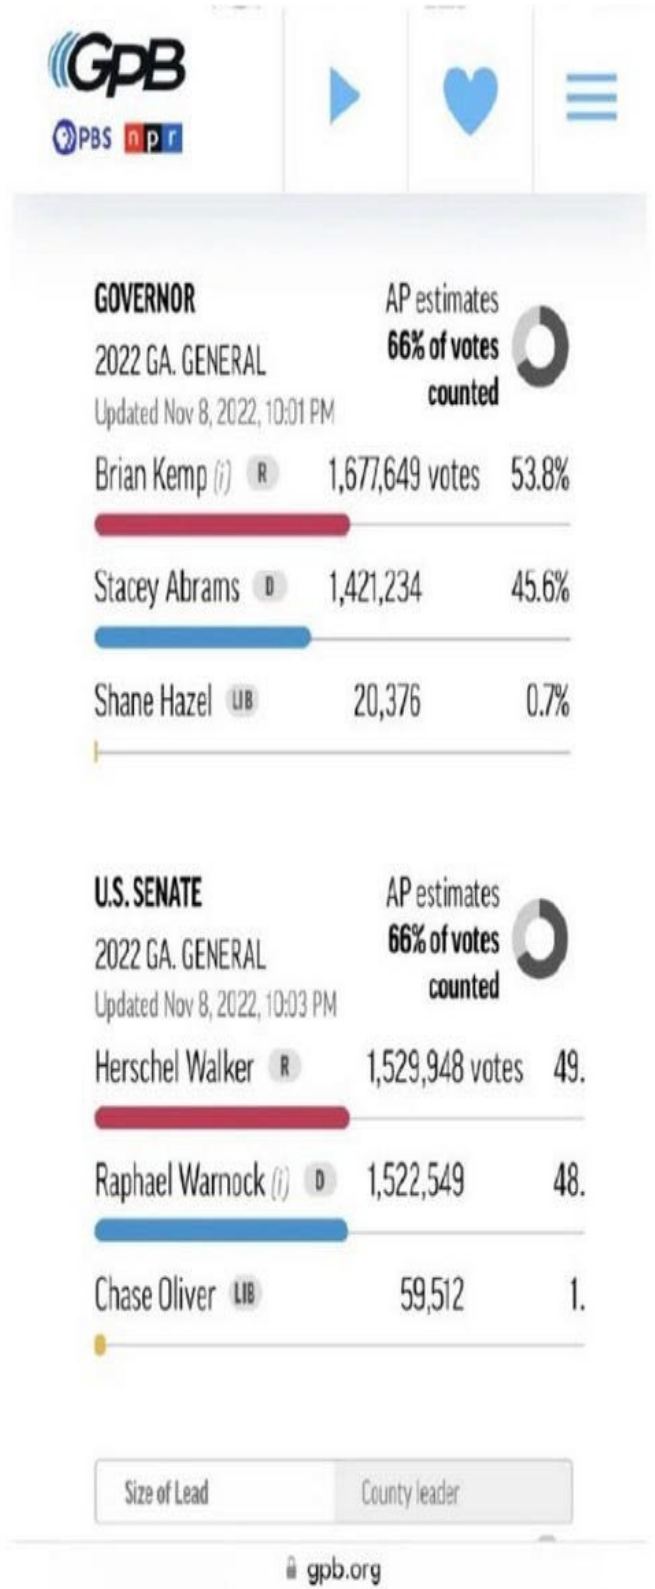 GPB
PBS npr
GOVERNOR
2022 GA. GENERAL
Updated Nov 8, 2022, 10:01 PM
AP estimates
66% of votes
counted
Brian Kemp (i) R 1,677,649 votes 53.8%
Stacey Abrams D 1,421,234 45.6%
Shane Hazel LIB 20,376 0.7%
U.S. SENATE
2022 GA. GENERAL
Updated Nov 8, 2022, 10:03 PM
AP estimates
66% of votes
counted
Herschel Walker R 1,529,948 votes 49.
Raphael Warnock (i) D 1,522,549 48.
Chase Oliver LIB 59,512 1.
Size of Lead County leader
gpb.org